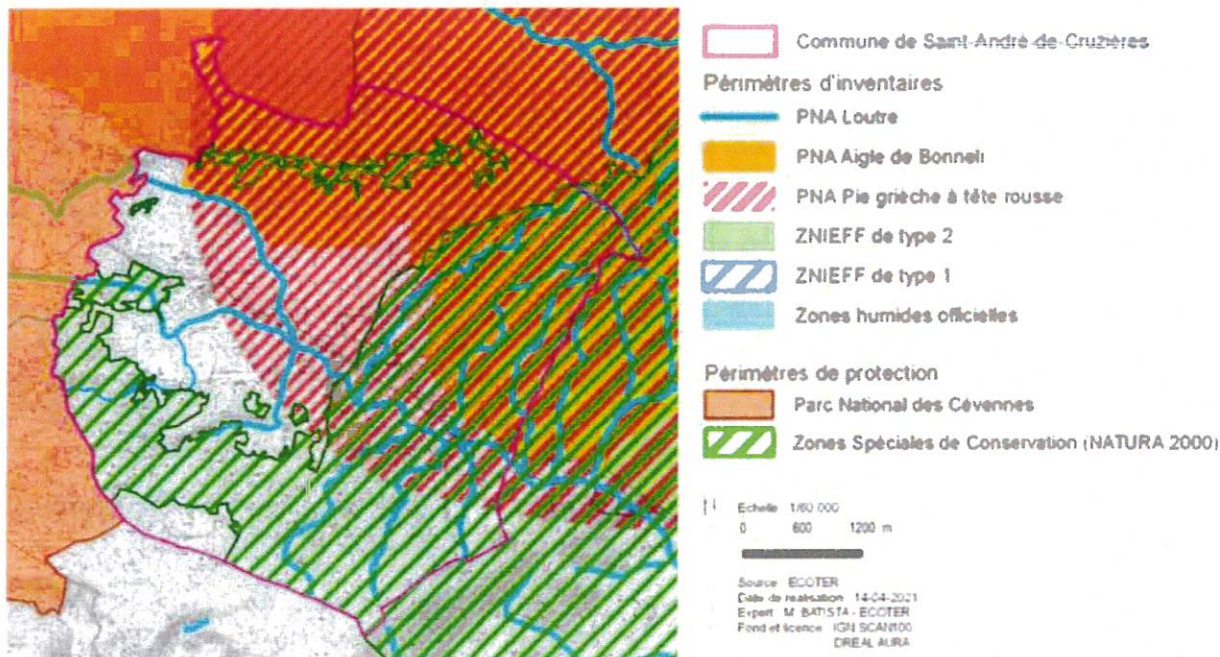 Commune de Saint-André-de-Cruzières
Périmètres d'inventaires
PNA Loutre
PNA Aigle de Bonneli
PNA Pie grièche à tête rousse
ZNIEFF de type 2
ZNIEFF de type 1
Zones humides officielles
Périmètres de protection
Parc National des Cévennes
Zones Spéciales de Conservation (NATURA 2000)
Echelle 1/60 000
0 600 1200 m
Source ECOTER
Date de réalisation 14-04-2021
Expert M BATISTA - ECOTER
Fond et licence IGN SCAN100
DREAL AURA